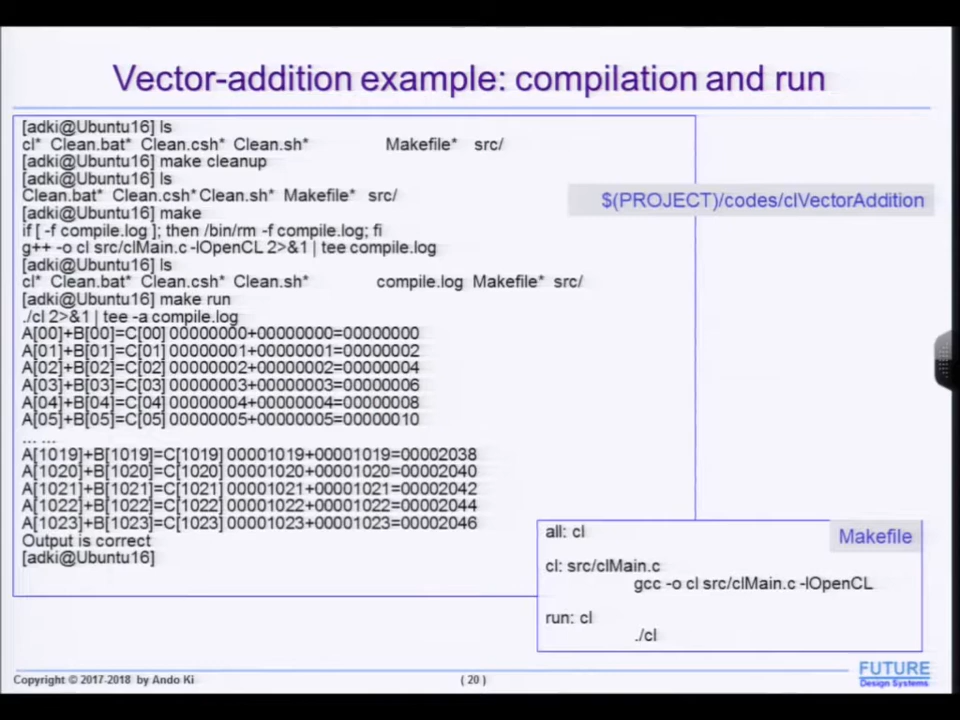 Vector-addition example: compilation and run
[adki@Ubuntu16] ls
cl* Clean.bat* Clean.csh* Clean.sh* Makefile* src/
[adki@Ubuntu16] make cleanup
[adki@Ubuntu16] ls
Clean.bat* Clean.csh* Clean.sh* Makefile* src/
[adki@Ubuntu16] make
if [ -f compile.log ]; then /bin/rm -f compile.log; fi
g++ -o cl src/clMain.c -lOpenCL 2>&1 | tee compile.log
[adki@Ubuntu16] ls
cl* Clean.bat* Clean.csh* Clean.sh* compile.log Makefile* src/
[adki@Ubuntu16] make run
./cl 2>&1 | tee -a compile.log
A[00]+B[00]=C[00] 00000000+00000000=00000000
A[01]+B[01]=C[01] 00000001+00000001=00000002
A[02]+B[02]=C[02] 00000002+00000002=00000004
A[03]+B[03]=C[03] 00000003+00000003=00000006
A[04]+B[04]=C[04] 00000004+00000004=00000008
A[05]+B[05]=C[05] 00000005+00000005=00000010
... ...
A[1019]+B[1019]=C[1019] 00001019+00001019=00002038
A[1020]+B[1020]=C[1020] 00001020+00001020=00002040
A[1021]+B[1021]=C[1021] 00001021+00001021=00002042
A[1022]+B[1022]=C[1022] 00001022+00001022=00002044
A[1023]+B[1023]=C[1023] 00001023+00001023=00002046
Output is correct
[adki@Ubuntu16]
$(PROJECT)/codes/clVectorAddition
Makefile
all: cl
cl: src/clMain.c
gcc -o cl src/clMain.c -lOpenCL
run: cl
./cl
Copyright © 2017-2018 by Ando Ki
( 20 )
FUTURE
Design Systems